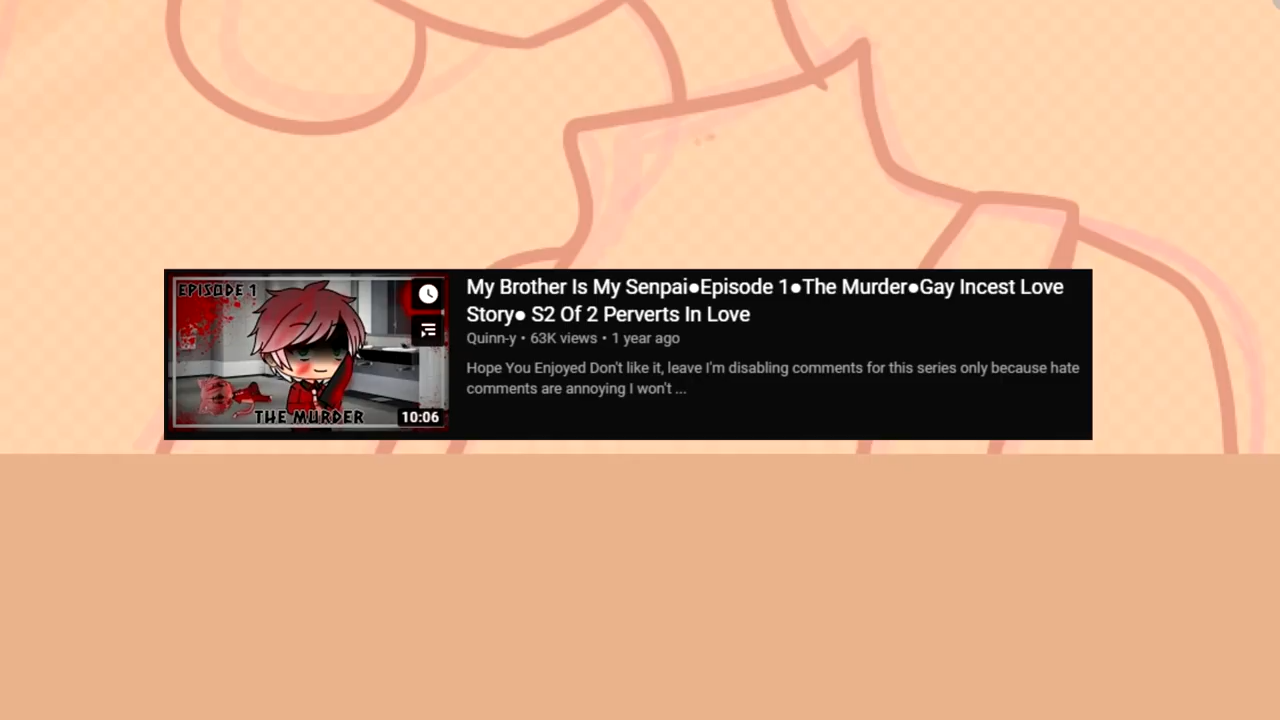 EPISODE 1
THE MURDER
10:06
My Brother Is My Senpai●Episode 1●The Murder●Gay Incest Love
Story● S2 Of 2 Perverts In Love
Quinn-y • 63K views • 1 year ago
Hope You Enjoyed Don't like it, leave I'm disabling comments for this series only because hate
comments are annoying I won't ...